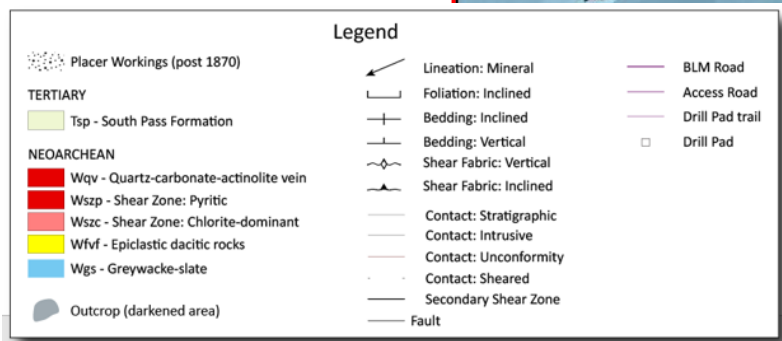 Legend
Placer Workings (post 1870)
TERTIARY
Tsp - South Pass Formation
NEOARCHEAN
Wqv - Quartz-carbonate-actinolite vein
Wszp - Shear Zone: Pyritic
Wszc - Shear Zone: Chlorite-dominant
Wfvf - Epiclastic dacitic rocks
Wgs - Greywacke-slate
Outcrop (darkened area)
Lineation: Mineral
Foliation: Inclined
Bedding: Inclined
Bedding: Vertical
Shear Fabric: Vertical
Shear Fabric: Inclined
Contact: Stratigraphic
Contact: Intrusive
Contact: Unconformity
Contact: Sheared
Secondary Shear Zone
Fault
BLM Road
Access Road
Drill Pad trail
Drill Pad